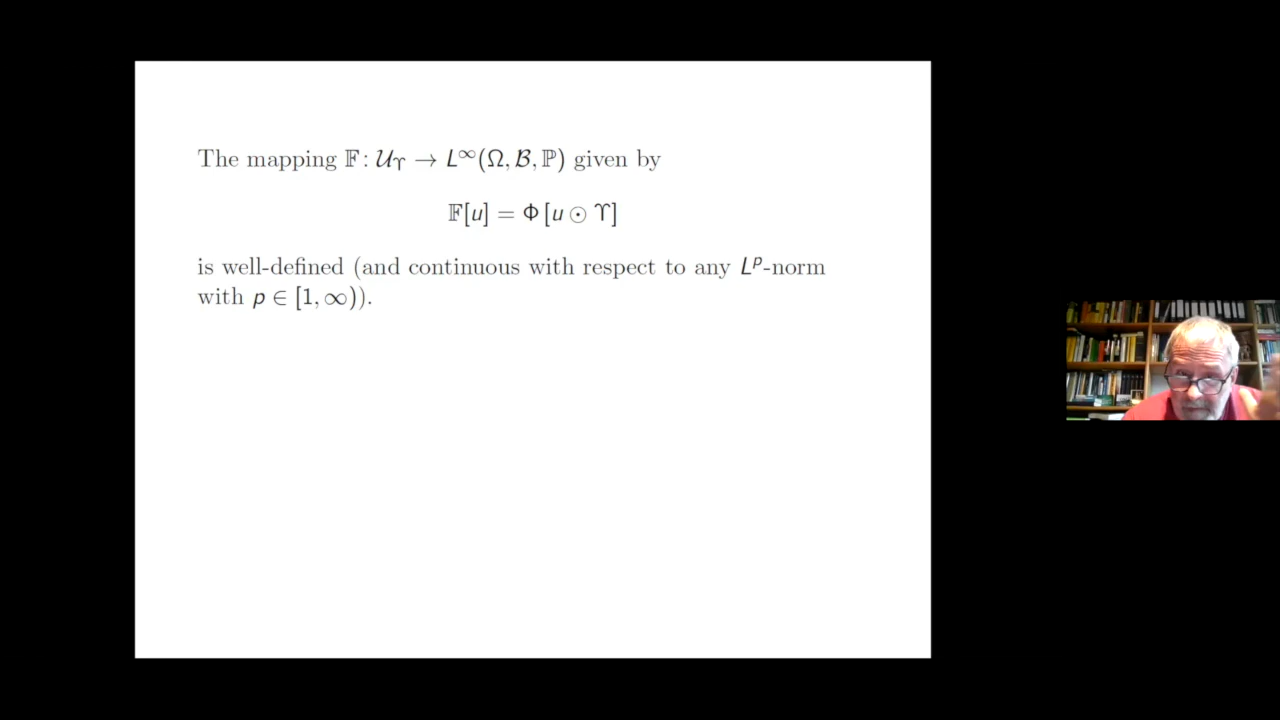 The mapping 𝔽: 𝒰_ϒ → L^∞(Ω, ℬ, ℙ) given by
𝔽[u] = Φ [u ⊙ ϒ]
is well-defined (and continuous with respect to any L^p-norm
with p ∈ [1, ∞)).